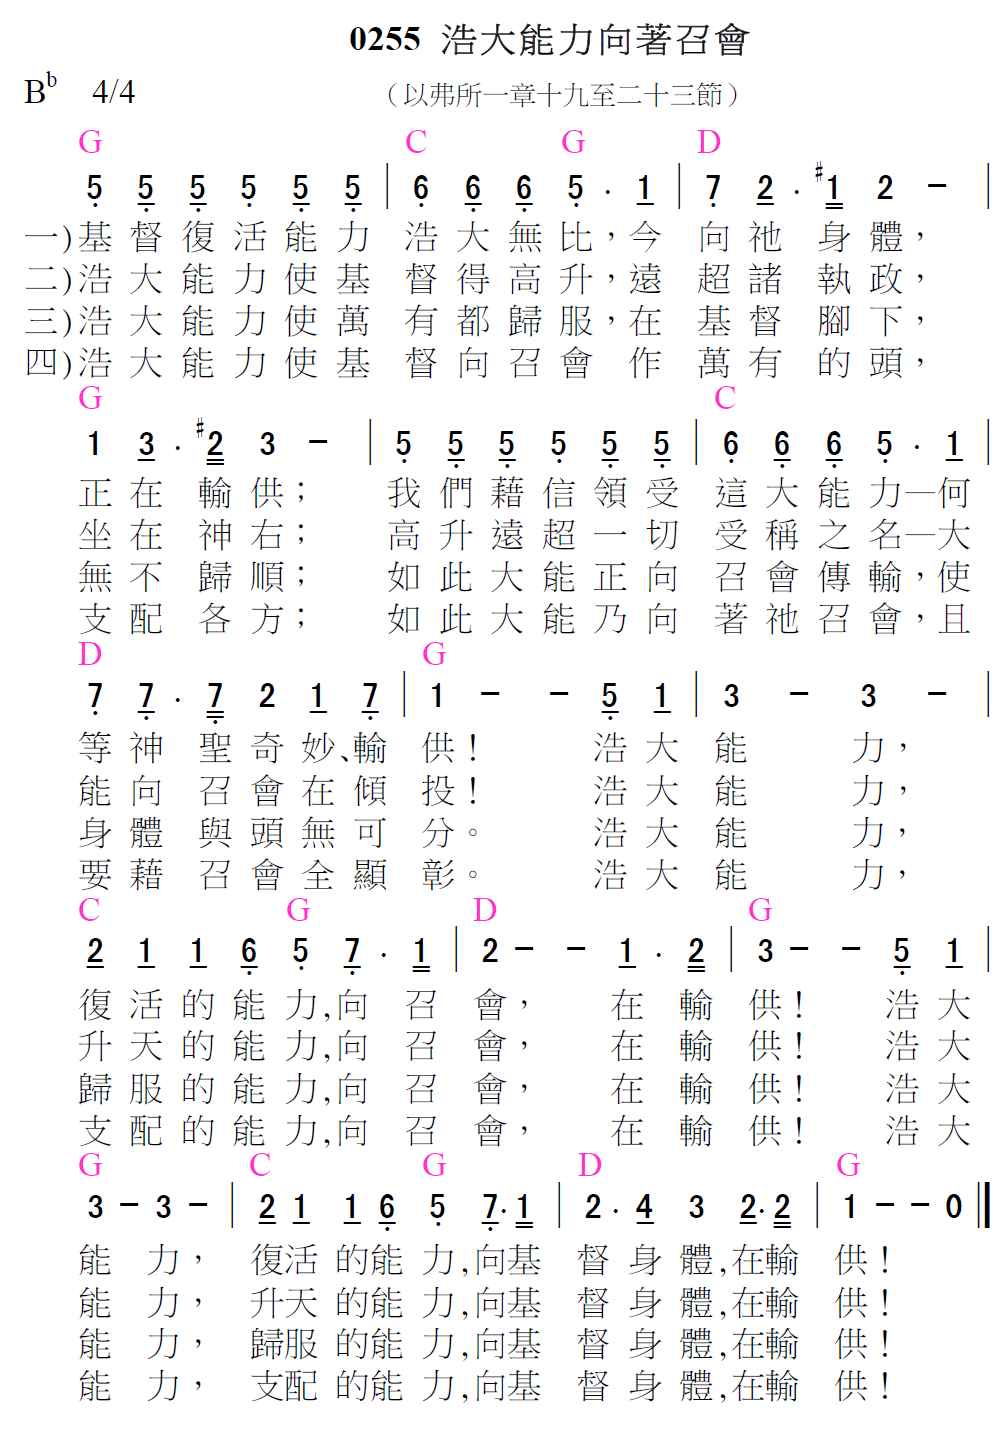 0255 浩大能力向著召會
B♭ 4/4 （以弗所一章十九至二十三節）
G C G D
5 5 5 5 5 5 | 6 6 6 5 · 1 | 7 2 · #1 2 － |
一)基督復活能力 浩大無比，今 向祂身體，
二)浩大能力使基 督得高升，遠 超諸執政，
三)浩大能力使萬 有都歸服，在 基督腳下，
四)浩大能力使基 督向召會作 萬有的頭，
G C
1 3 · #2 3 － | 5 5 5 5 5 5 | 6 6 6 5 · 1 |
正在輸供； 我們藉信領受 這大能力—何
坐在神右； 高升遠超一切 受稱之名—大
無不歸順； 如此大能正向 召會傳輸，使
支配各方； 如此大能乃向 著祂召會，且
D G
7 7 · 7 2 1 7 | 1 － － 5 1 | 3 － 3 － |
等神聖奇妙、輸 供！ 浩大 能 力，
能向召會在傾 投！ 浩大 能 力，
身體與頭無可 分。 浩大 能 力，
要藉召會全顯 彰。 浩大 能 力，
C G D G
2 1 1 6 5 7 · 1 | 2 － － 1 · 2 | 3 － － 5 1 |
復活的能力,向召 會， 在輸 供！ 浩大
升天的能力,向召 會， 在輸 供！ 浩大
歸服的能力,向召 會， 在輸 供！ 浩大
支配的能力,向召 會， 在輸 供！ 浩大
G C G D G
3 － 3 － | 2 1 1 6 5 7 · 1 | 2 · 4 3 2 · 2 | 1 － － 0 ||
能 力， 復活的能力,向基 督身體,在輸 供！
能 力， 升天的能力,向基 督身體,在輸 供！
能 力， 歸服的能力,向基 督身體,在輸 供！
能 力， 支配的能力,向基 督身體,在輸 供！